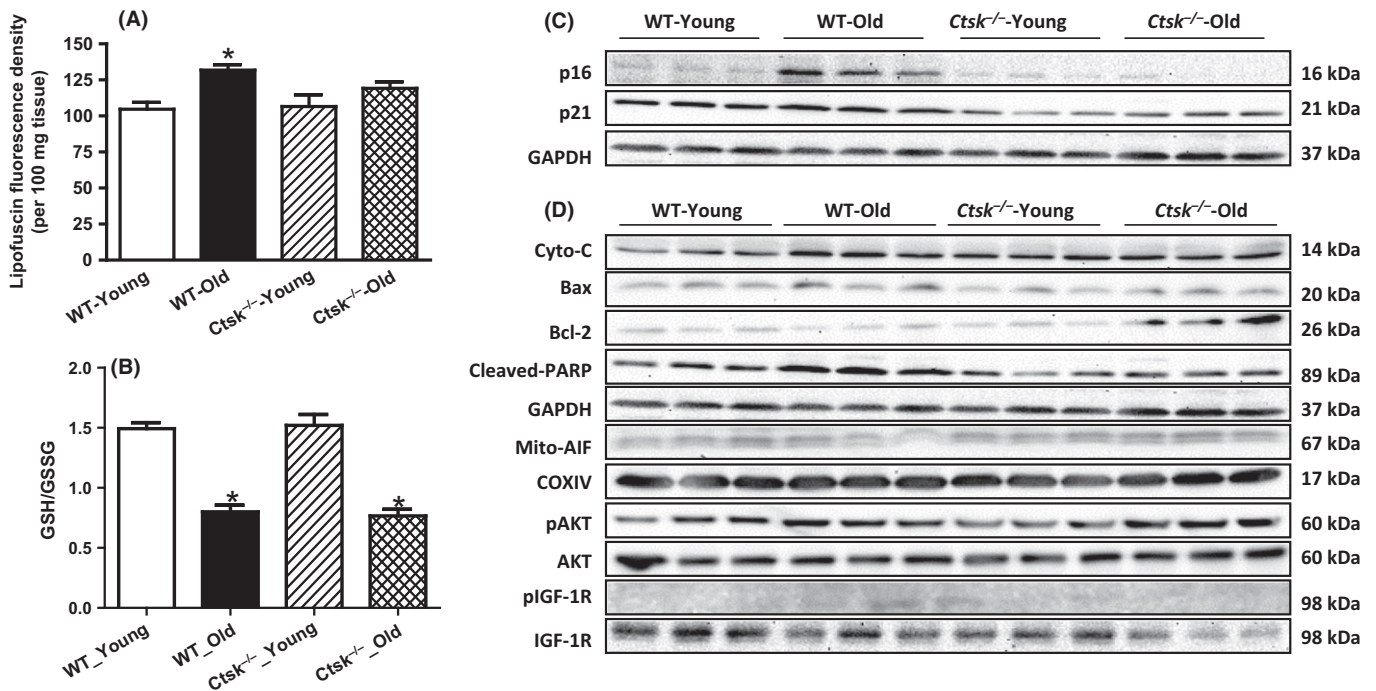 (A)
Lipofuscin fluorescence density
(per 100 mg tissue)
150
125
100
75
50
25
0
*
WT-Young
WT-Old
Ctsk⁻/⁻-Young
Ctsk⁻/⁻-Old
(B)
GSH/GSSG
2.0
1.5
1.0
0.5
0.0
*
*
WT_Young
WT_Old
Ctsk⁻/⁻_Young
Ctsk⁻/⁻_Old
(C)
WT-Young WT-Old Ctsk⁻/⁻-Young Ctsk⁻/⁻-Old
p16 16 kDa
p21 21 kDa
GAPDH 37 kDa
(D)
WT-Young WT-Old Ctsk⁻/⁻-Young Ctsk⁻/⁻-Old
Cyto-C 14 kDa
Bax 20 kDa
Bcl-2 26 kDa
Cleaved-PARP 89 kDa
GAPDH 37 kDa
Mito-AIF 67 kDa
COXIV 17 kDa
pAKT 60 kDa
AKT 60 kDa
pIGF-1R 98 kDa
IGF-1R 98 kDa